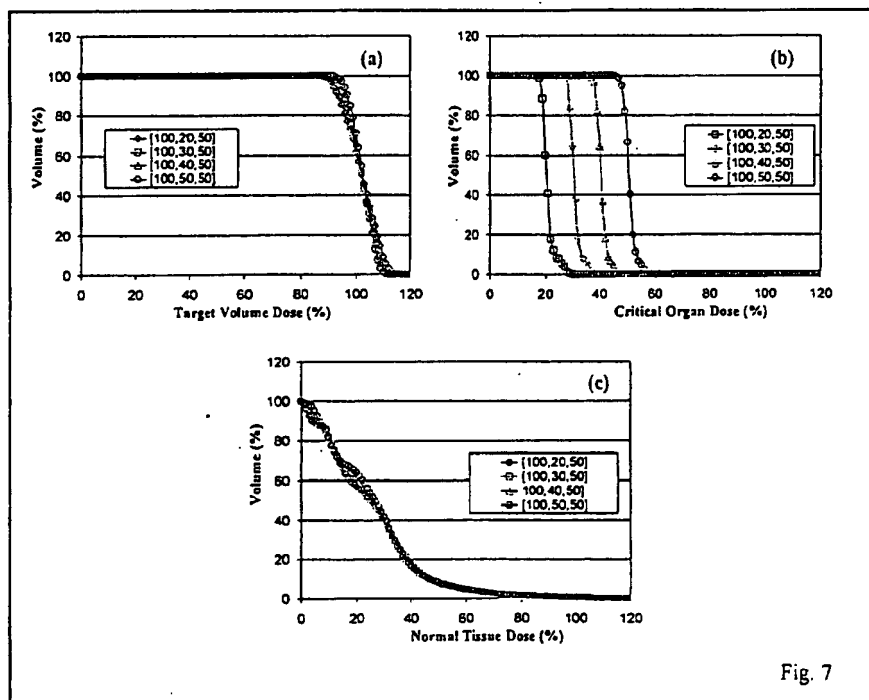 120
100
80
60
40
20
0
Volume (%)
(a)
[100,20,50]
[100,30,50]
[100,40,50]
[100,50,50]
0 20 40 60 80 100 120
Target Volume Dose (%)
120
100
80
60
40
20
0
Volume (%)
(b)
[100,20,50]
[100,30,50]
[100,40,50]
[100,50,50]
0 20 40 60 80 100 120
Critical Organ Dose (%)
120
100
80
60
40
20
0
Volume (%)
(c)
[100,20,50]
[100,30,50]
100,40,50]
[100,50,50]
0 20 40 60 80 100 120
Normal Tissue Dose (%)
Fig. 7